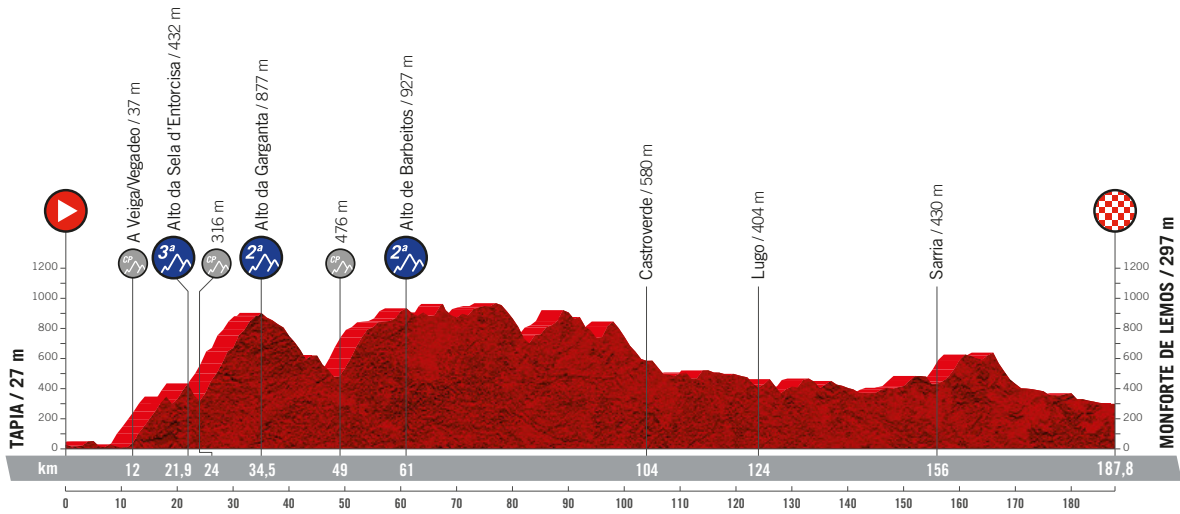 A Veiga/Vegadeo / 37 m
Alto da Sela d'Entorcisa / 432 m
316 m
Alto da Garganta / 877 m
476 m
Alto de Barbeitos / 927 m
Castroverde / 580 m
Lugo / 404 m
Sarria / 430 m
CP
3ª
CP
2ª
CP
2ª
TAPIA / 27 m
1200
1000
800
600
400
200
0
1200
1000
800
600
400
200
0
MONFORTE DE LEMOS / 297 m
km 12 21,9 24 34,5 49 61 104 124 156 187,8
0 10 20 30 40 50 60 70 80 90 100 110 120 130 140 150 160 170 180